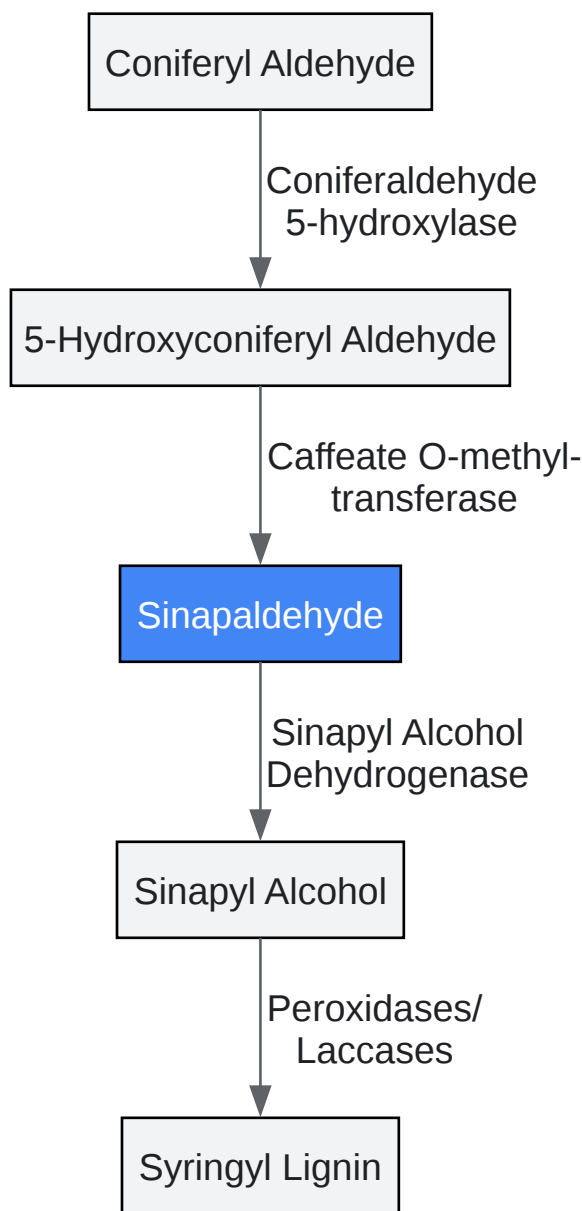 Coniferyl Aldehyde
Coniferaldehyde
5-hydroxylase
5-Hydroxyconiferyl Aldehyde
Caffeate O-methyl-
transferase
Sinapaldehyde
Sinapyl Alcohol
Dehydrogenase
Sinapyl Alcohol
Peroxidases/
Laccases
Syringyl Lignin